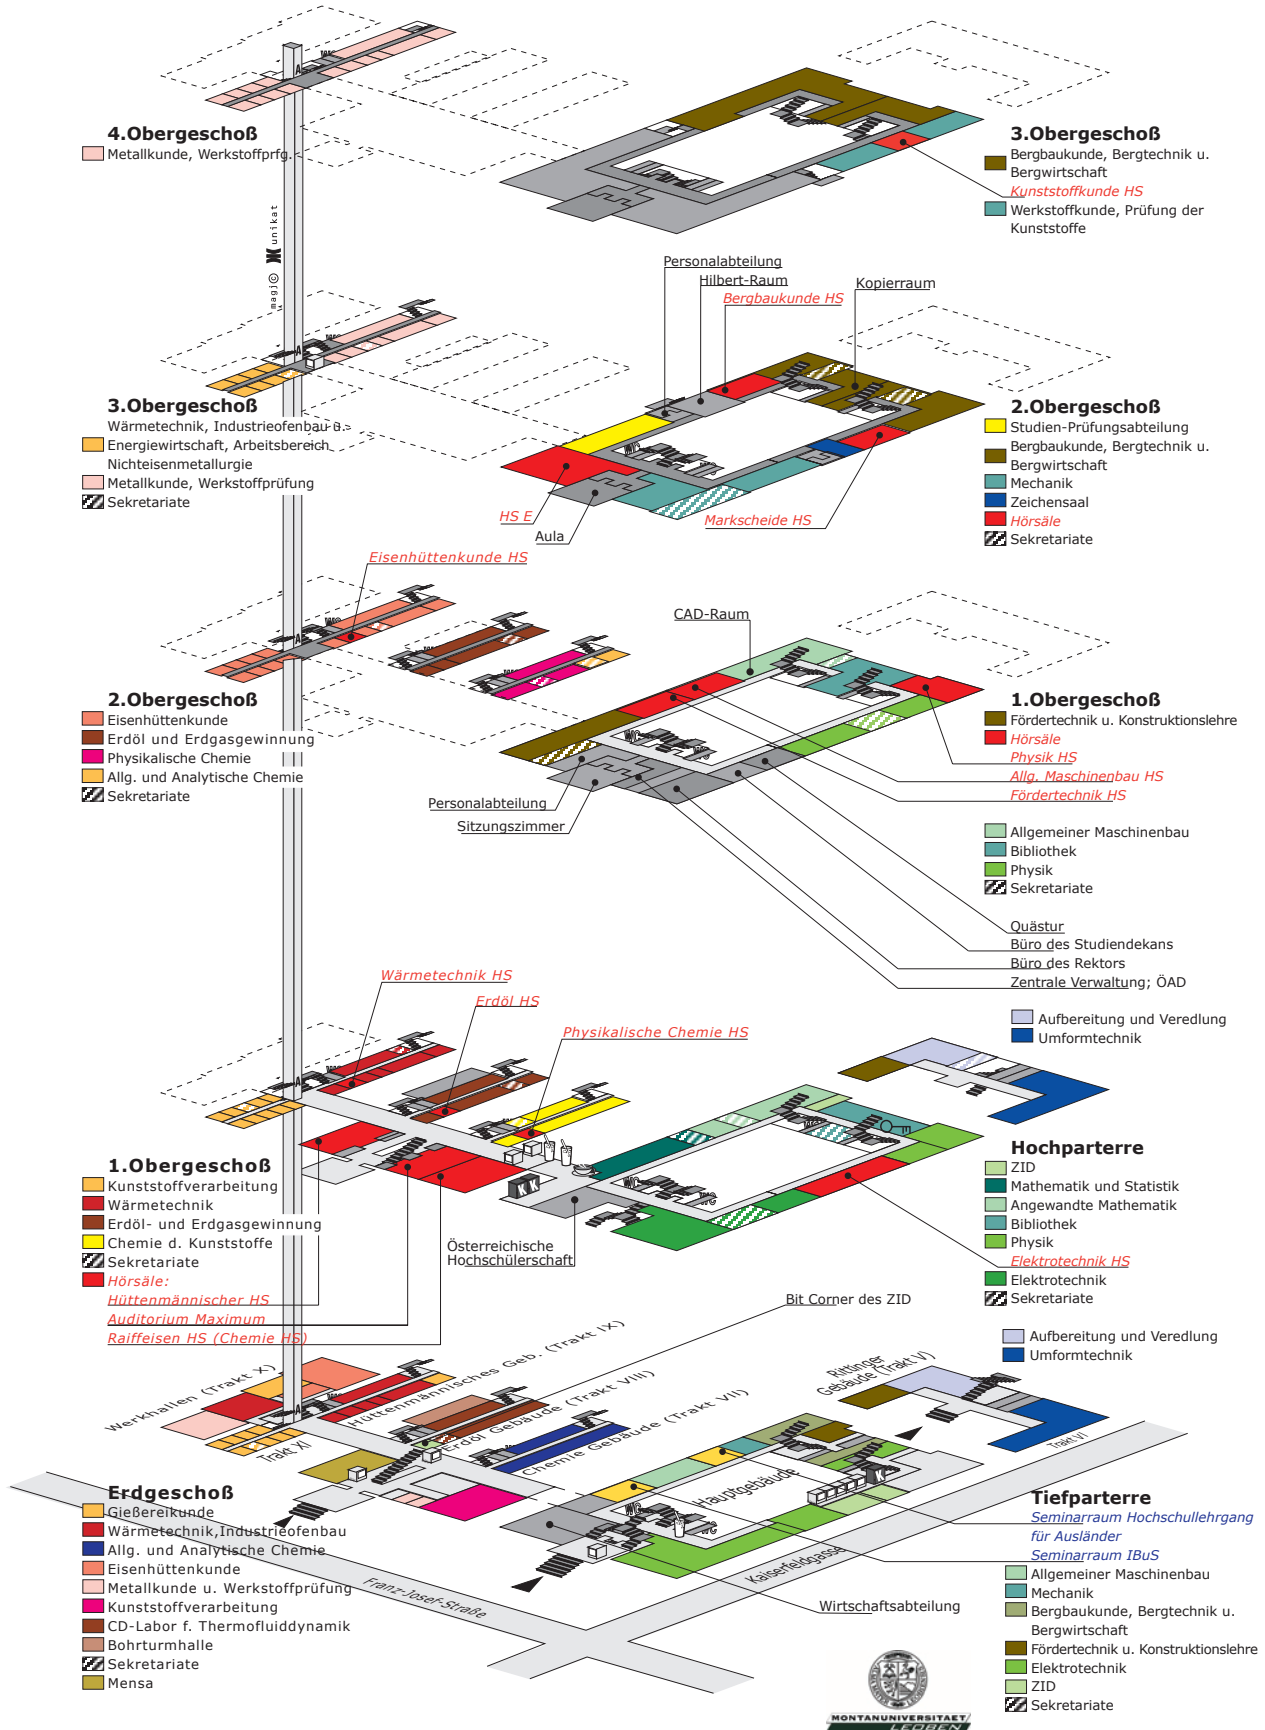 4.Obergeschoß
Metallkunde, Werkstoffprfg.
3.Obergeschoß
Bergbaukunde, Bergtechnik u.
Bergwirtschaft
Kunststoffkunde HS
Werkstoffkunde, Prüfung der
Kunststoffe
magi© unikat
A
Personalabteilung
Hilbert-Raum
Bergbaukunde HS
Kopierraum
A
3.Obergeschoß
Wärmetechnik, Industrieofenbau u.
Energiewirtschaft, Arbeitsbereich
Nichteisenmetallurgie
Metallkunde, Werkstoffprüfung
Sekretariate
WC
HS E
Aula
Markscheide HS
2.Obergeschoß
Studien-Prüfungsabteilung
Bergbaukunde, Bergtechnik u.
Bergwirtschaft
Mechanik
Zeichensaal
Hörsäle
Sekretariate
Eisenhüttenkunde HS
A
CAD-Raum
WC
WC
2.Obergeschoß
Eisenhüttenkunde
Erdöl und Erdgasgewinnung
Physikalische Chemie
Allg. und Analytische Chemie
Sekretariate
Personalabteilung
Sitzungszimmer
1.Obergeschoß
Fördertechnik u. Konstruktionslehre
Hörsäle
Physik HS
Allg. Maschinenbau HS
Fördertechnik HS
Allgemeiner Maschinenbau
Bibliothek
Physik
Sekretariate
Quästur
Büro des Studiendekans
Büro des Rektors
Zentrale Verwaltung; ÖAD
Wärmetechnik HS
Erdöl HS
Physikalische Chemie HS
Aufbereitung und Veredlung
Umformtechnik
A
K K
WC
WC
1.Obergeschoß
Kunststoffverarbeitung
Wärmetechnik
Erdöl- und Erdgasgewinnung
Chemie d. Kunststoffe
Sekretariate
Hörsäle:
Hüttenmännischer HS
Auditorium Maximum
Raiffeisen HS (Chemie HS)
Österreichische
Hochschülerschaft
Hochparterre
ZID
Mathematik und Statistik
Angewandte Mathematik
Bibliothek
Physik
Elektrotechnik HS
Elektrotechnik
Sekretariate
Bit Corner des ZID
Aufbereitung und Veredlung
Umformtechnik
Werkhallen (Trakt X)
Hüttenmännisches Geb. (Trakt IX)
Erdöl Gebäude (Trakt VIII)
Chemie Gebäude (Trakt VII)
Rittinger
Gebäude (Trakt V)
Trakt XI
Trakt VI
A
Hauptgebäude
K
WC
WC
Franz-Josef-Straße
Kaiserfeldgasse
Erdgeschoß
Gießereikunde
Wärmetechnik,Industrieofenbau
Allg. und Analytische Chemie
Eisenhüttenkunde
Metallkunde u. Werkstoffprüfung
Kunststoffverarbeitung
CD-Labor f. Thermofluiddynamik
Bohrturmhalle
Sekretariate
Mensa
Wirtschaftsabteilung
Tiefparterre
Seminarraum Hochschullehrgang
für Ausländer
Seminarraum IBuS
Allgemeiner Maschinenbau
Mechanik
Bergbaukunde, Bergtechnik u.
Bergwirtschaft
Fördertechnik u. Konstruktionslehre
Elektrotechnik
ZID
Sekretariate
MONTANUNIVERSITAET
LEOBEN